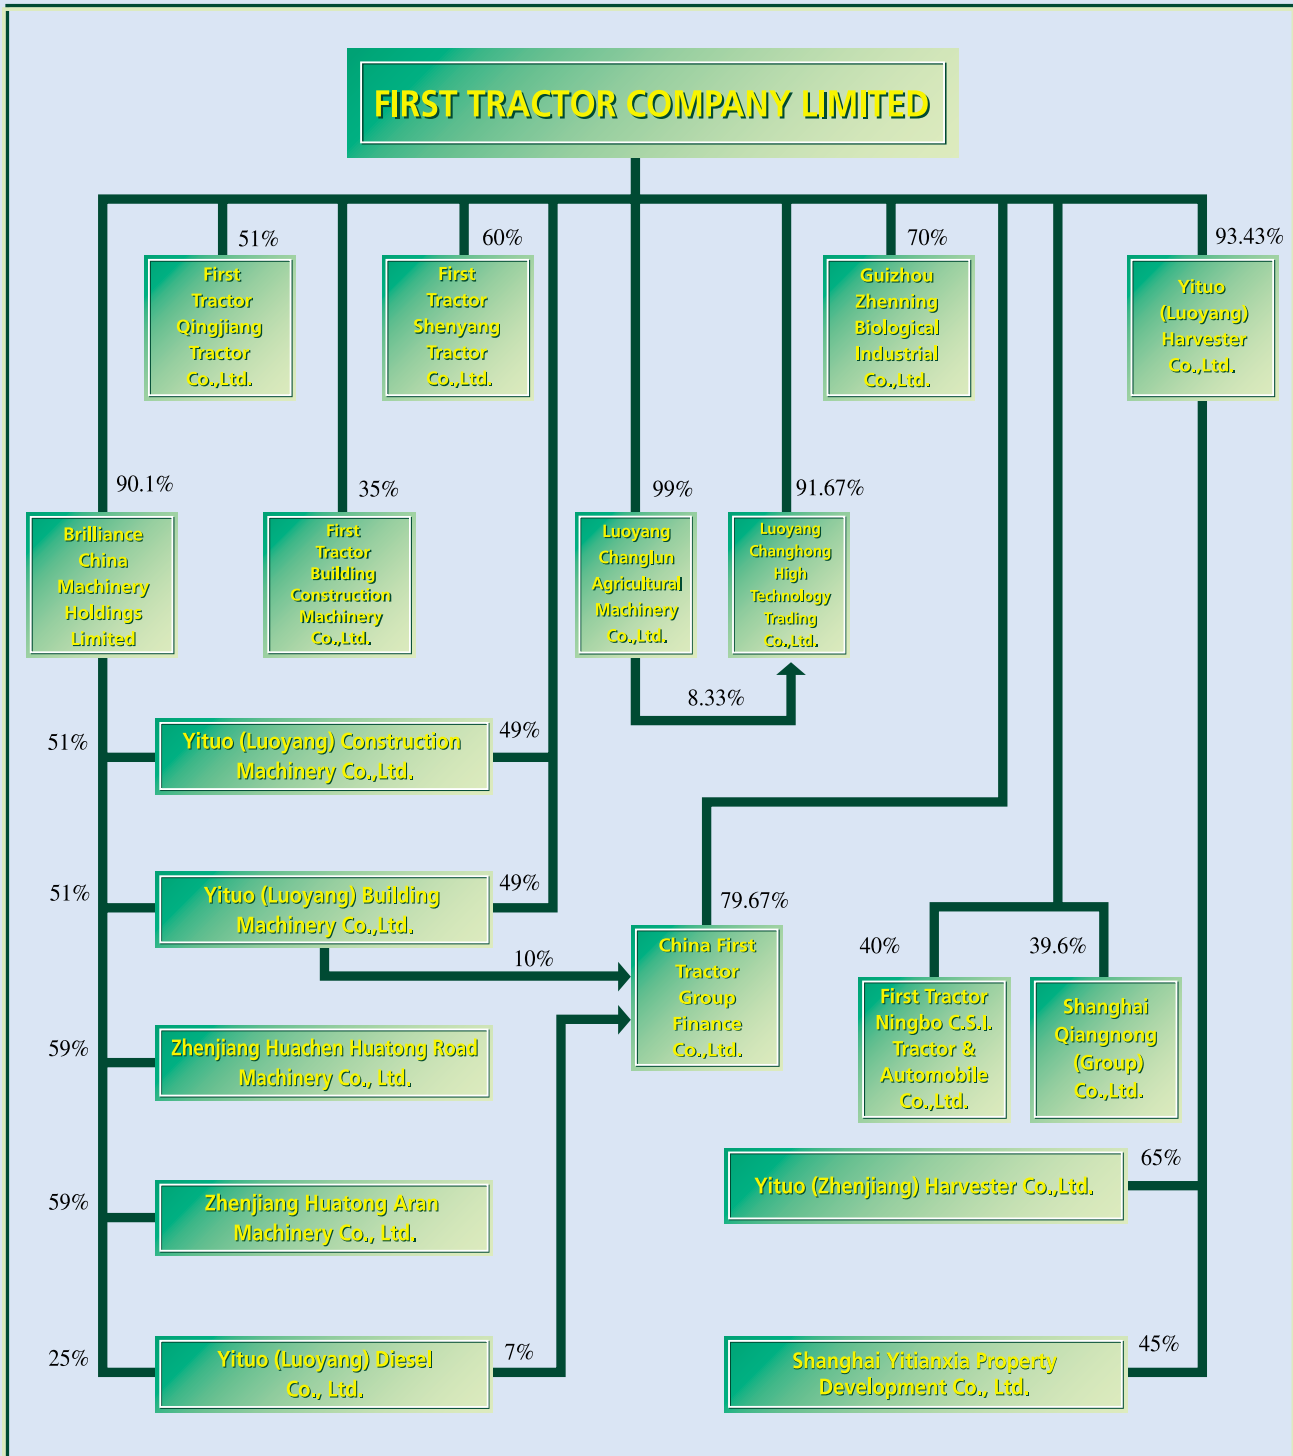 FIRST TRACTOR COMPANY LIMITED
51%
60%
70%
93.43%
First
Tractor
Qingjiang
Tractor
Co.,Ltd.
First
Tractor
Shenyang
Tractor
Co.,Ltd.
Guizhou
Zhenning
Biological
Industrial
Co.,Ltd.
Yituo
(Luoyang)
Harvester
Co.,Ltd.
90.1%
35%
99%
91.67%
Brilliance
China
Machinery
Holdings
Limited
First
Tractor
Building
Construction
Machinery
Co.,Ltd.
Luoyang
Changlun
Agricultural
Machinery
Co.,Ltd.
Luoyang
Changhong
High
Technology
Trading
Co.,Ltd.
8.33%
51%
Yituo (Luoyang) Construction
Machinery Co.,Ltd.
49%
51%
Yituo (Luoyang) Building
Machinery Co.,Ltd.
49%
79.67%
10%
China First
Tractor
Group
Finance
Co.,Ltd.
40%
39.6%
First Tractor
Ningbo C.S.I.
Tractor &
Automobile
Co.,Ltd.
Shanghai
Qiangnong
(Group)
Co.,Ltd.
59%
Zhenjiang Huachen Huatong Road
Machinery Co., Ltd.
59%
Zhenjiang Huatong Aran
Machinery Co., Ltd.
Yituo (Zhenjiang) Harvester Co.,Ltd.
65%
25%
Yituo (Luoyang) Diesel
Co., Ltd.
7%
Shanghai Yitianxia Property
Development Co., Ltd.
45%